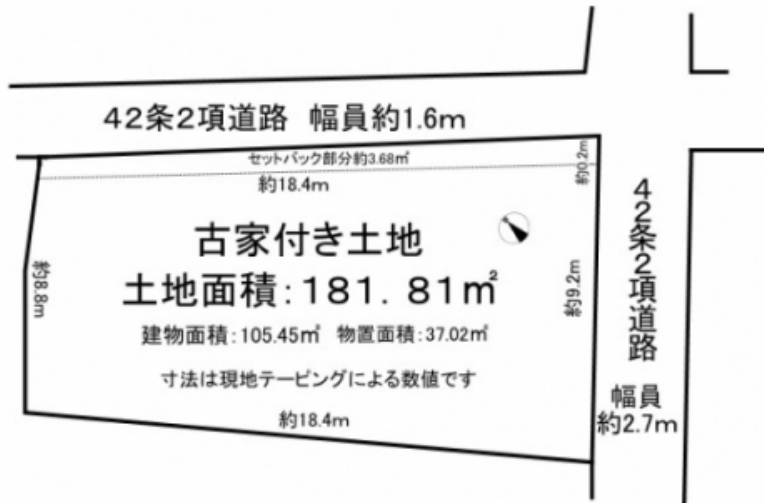 42条2項道路 幅員約1.6m
セットバック部分約3.68㎡
約0.2m
約18.4m
古家付き土地
土地面積:181.81㎡
建物面積:105.45㎡ 物置面積:37.02㎡
寸法は現地テーピングによる数値です
約8.8m
約9.2m
約18.4m
42条2項道路
幅員
約2.7m